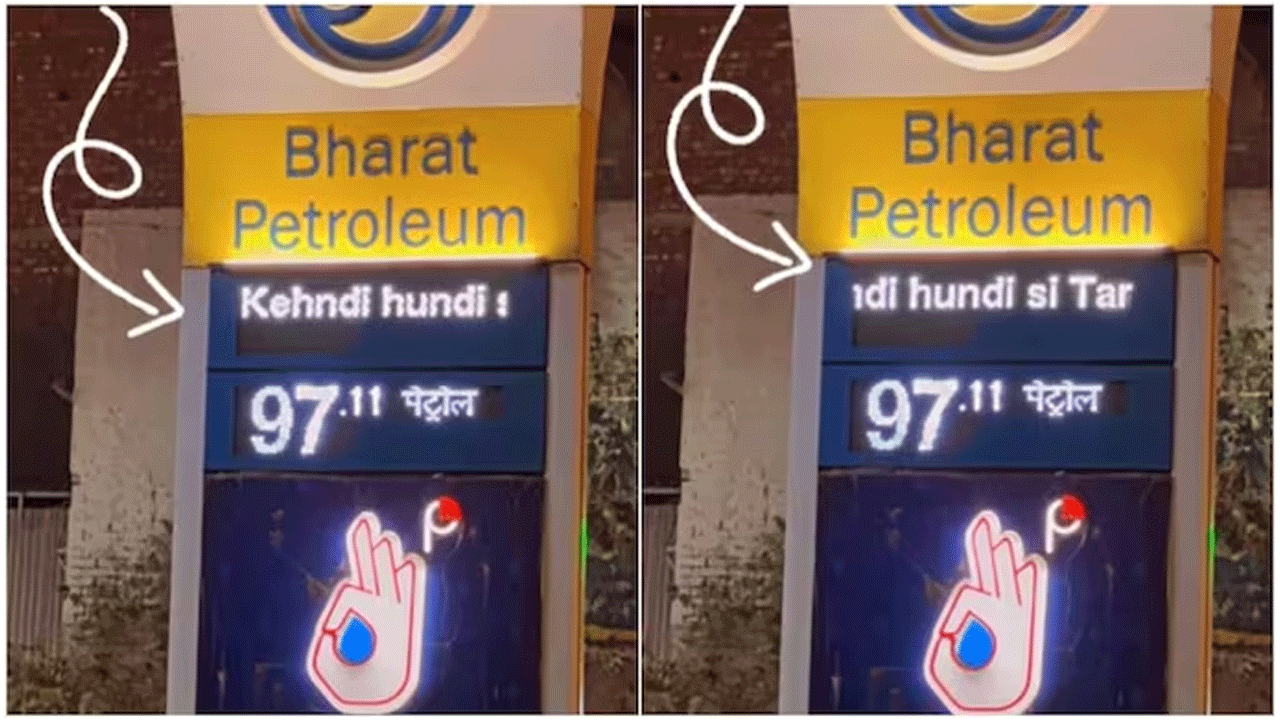 Bharat
Petroleum
Kehndi hundi s
97.11 पेट्रोल
Bharat
Petroleum
ndi hundi si Tar
97.11 पेट्रोल